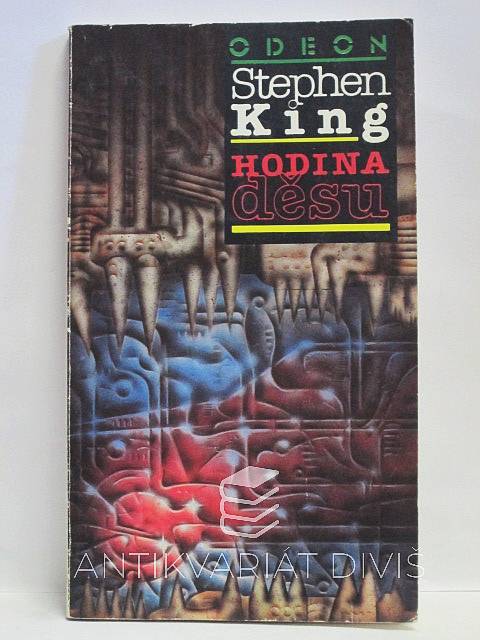 ODEON
Stephen
King
HODINA
děsu
ANTIKVARIÁT DIVIŠ